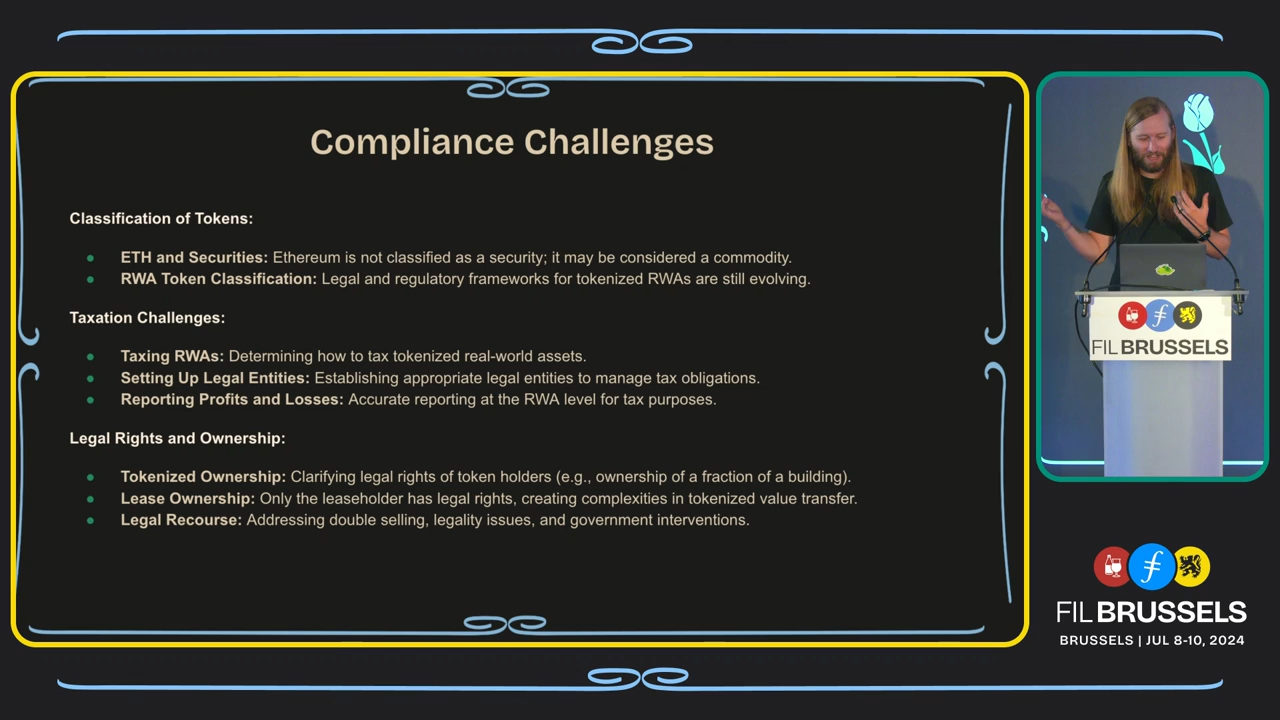 Compliance Challenges
Classification of Tokens:
● ETH and Securities: Ethereum is not classified as a security; it may be considered a commodity.
● RWA Token Classification: Legal and regulatory frameworks for tokenized RWAs are still evolving.
Taxation Challenges:
● Taxing RWAs: Determining how to tax tokenized real-world assets.
● Setting Up Legal Entities: Establishing appropriate legal entities to manage tax obligations.
● Reporting Profits and Losses: Accurate reporting at the RWA level for tax purposes.
Legal Rights and Ownership:
● Tokenized Ownership: Clarifying legal rights of token holders (e.g., ownership of a fraction of a building).
● Lease Ownership: Only the leaseholder has legal rights, creating complexities in tokenized value transfer.
● Legal Recourse: Addressing double selling, legality issues, and government interventions.
FIL BRUSSELS
FIL BRUSSELS
BRUSSELS | JUL 8-10, 2024